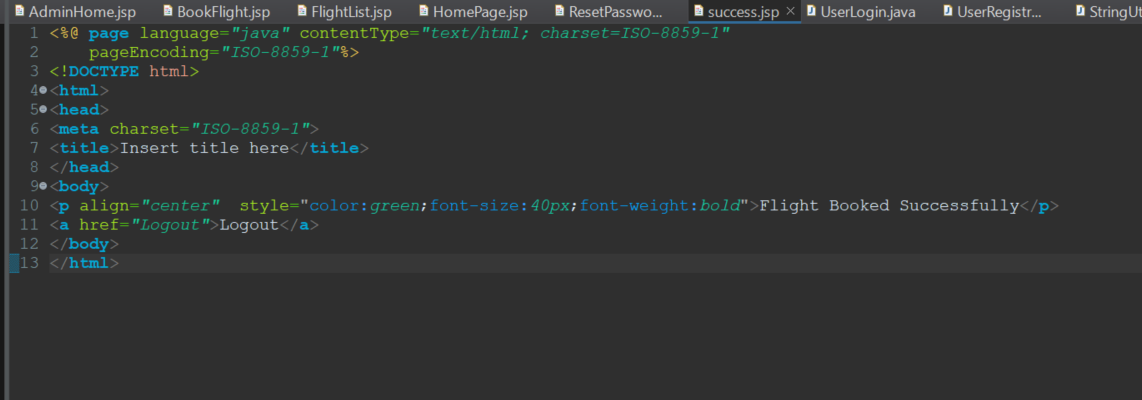 AdminHome.jsp BookFlight.jsp FlightList.jsp HomePage.jsp ResetPasswo... success.jsp UserLogin.java UserRegistr... StringUt
1 <%@ page language="java" contentType="text/html; charset=ISO-8859-1"
2     pageEncoding="ISO-8859-1"%>
3 <!DOCTYPE html>
4 <html>
5 <head>
6 <meta charset="ISO-8859-1">
7 <title>Insert title here</title>
8 </head>
9 <body>
10 <p align="center"  style="color:green;font-size:40px;font-weight:bold">Flight Booked Successfully</p>
11 <a href="Logout">Logout</a>
12 </body>
13 </html>